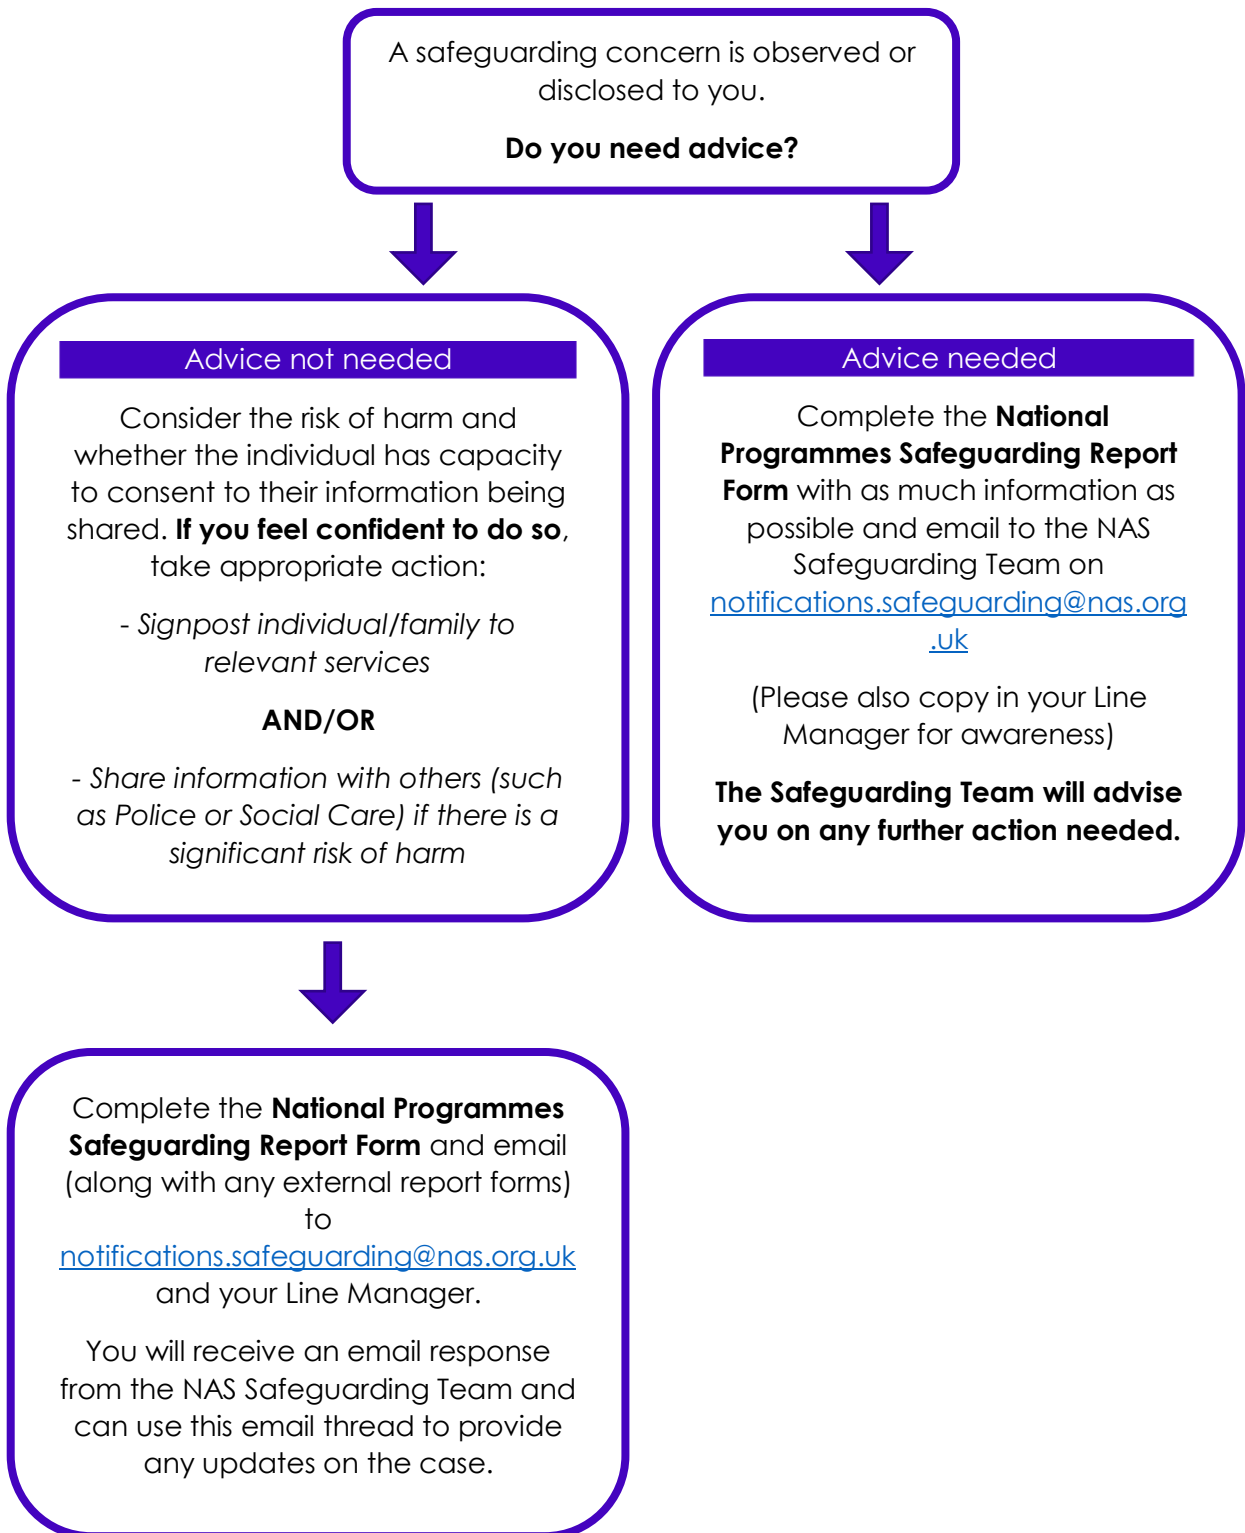 A safeguarding concern is observed or
disclosed to you.
Do you need advice?
Advice not needed
Consider the risk of harm and
whether the individual has capacity
to consent to their information being
shared. If you feel confident to do so,
take appropriate action:
- Signpost individual/family to
relevant services
AND/OR
- Share information with others (such
as Police or Social Care) if there is a
significant risk of harm
Advice needed
Complete the National
Programmes Safeguarding Report
Form with as much information as
possible and email to the NAS
Safeguarding Team on
notifications.safeguarding@nas.org
.uk
(Please also copy in your Line
Manager for awareness)
The Safeguarding Team will advise
you on any further action needed.
Complete the National Programmes
Safeguarding Report Form and email
(along with any external report forms)
to
notifications.safeguarding@nas.org.uk
and your Line Manager.
You will receive an email response
from the NAS Safeguarding Team and
can use this email thread to provide
any updates on the case.